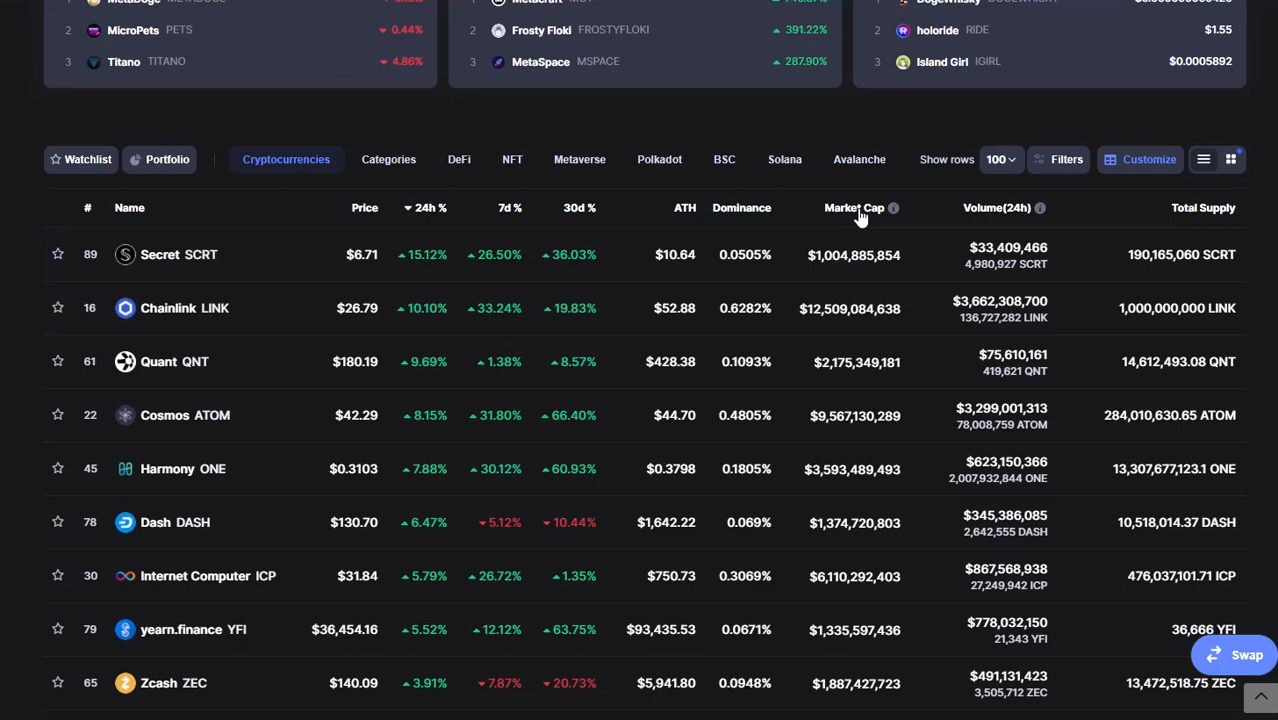 MetaDoge METADOGE Metacraft MCT DogeWhisky DOGEWHISKY
2 MicroPets PETS 0.44% 2 Frosty Floki FROSTYFLOKI 391.22% 2 holoride RIDE $1.55
3 Titano TITANO 4.86% 3 MetaSpace MSPACE 287.90% 3 Island Girl IGIRL $0.0005892
Watchlist Portfolio Cryptocurrencies Categories DeFi NFT Metaverse Polkadot BSC Solana Avalanche Show rows 100 Filters Customize
# Name Price 24h % 7d % 30d % ATH Dominance Market Cap Volume(24h) Total Supply
89 Secret SCRT $6.71 15.12% 26.50% 36.03% $10.64 0.0505% $1,004,885,854 $33,409,466 190,165,060 SCRT
4,980,927 SCRT
16 Chainlink LINK $26.79 10.10% 33.24% 19.83% $52.88 0.6282% $12,509,084,638 $3,662,308,700 1,000,000,000 LINK
136,727,282 LINK
61 Quant QNT $180.19 9.69% 1.38% 8.57% $428.38 0.1093% $2,175,349,181 $75,610,161 14,612,493.08 QNT
419,621 QNT
22 Cosmos ATOM $42.29 8.15% 31.80% 66.40% $44.70 0.4805% $9,567,130,289 $3,299,001,313 284,010,630.65 ATOM
78,008,759 ATOM
45 Harmony ONE $0.3103 7.88% 30.12% 60.93% $0.3798 0.1805% $3,593,489,493 $623,150,366 13,307,677,123.1 ONE
2,007,932,844 ONE
78 Dash DASH $130.70 6.47% 5.12% 10.44% $1,642.22 0.069% $1,374,720,803 $345,386,085 10,518,014.37 DASH
2,642,555 DASH
30 Internet Computer ICP $31.84 5.79% 26.72% 1.35% $750.73 0.3069% $6,110,292,403 $867,568,938 476,037,101.71 ICP
27,249,942 ICP
79 yearn.finance YFI $36,454.16 5.52% 12.12% 63.75% $93,435.53 0.0671% $1,335,597,436 $778,032,150 36,666 YFI
21,343 YFI
Swap
65 Zcash ZEC $140.09 3.91% 7.87% 20.73% $5,941.80 0.0948% $1,887,427,723 $491,131,423 13,472,518.75 ZEC
3,505,712 ZEC